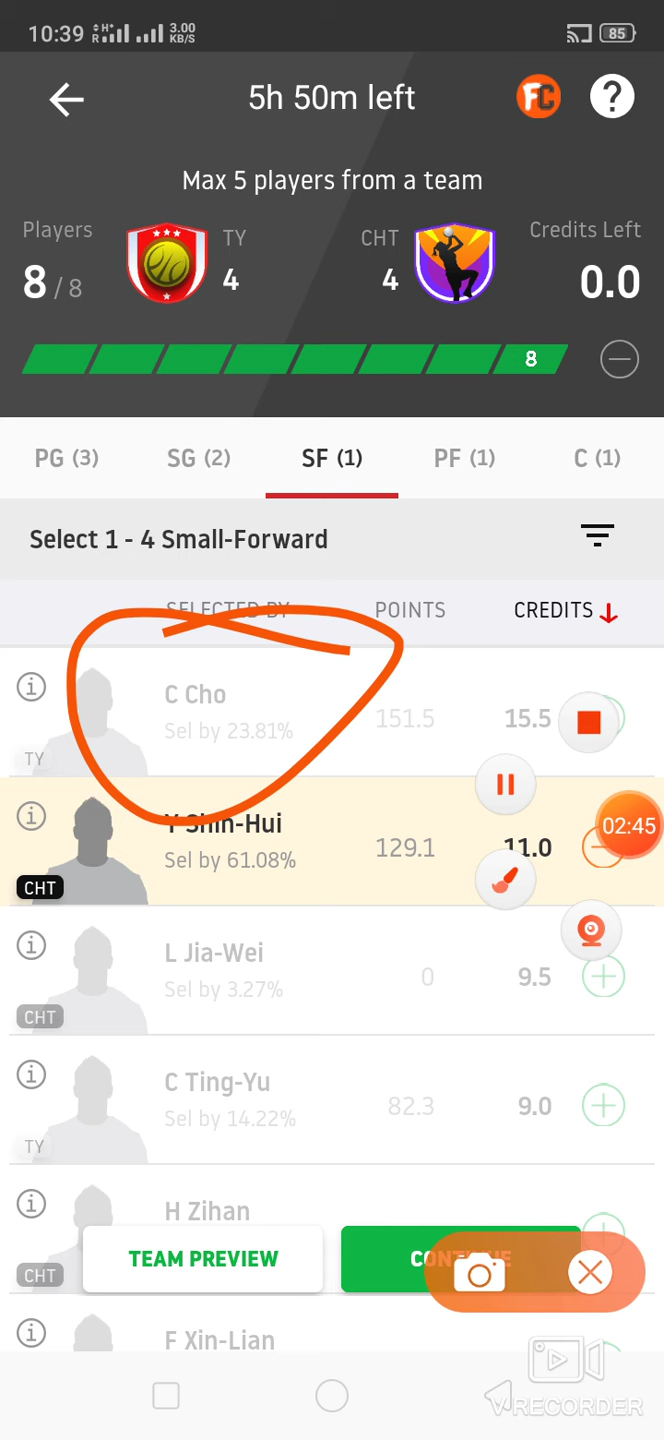 10:39 R H+ 3.00 KB/S 85
5h 50m left FC ?
Max 5 players from a team
Players TY CHT Credits Left
8 / 8 4 4 0.0
8
PG (3) SG (2) SF (1) PF (1) C (1)
Select 1 - 4 Small-Forward
SELECTED BY POINTS CREDITS
C Cho
Sel by 23.81% 151.5 15.5
TY
Y Shin-Hui
Sel by 61.08% 129.1 11.0
02:45
CHT
L Jia-Wei
Sel by 3.27% 0 9.5
CHT
C Ting-Yu
Sel by 14.22% 82.3 9.0
TY
H Zihan
TEAM PREVIEW CONTINUE
CHT
F Xin-Lian
VRECORDER